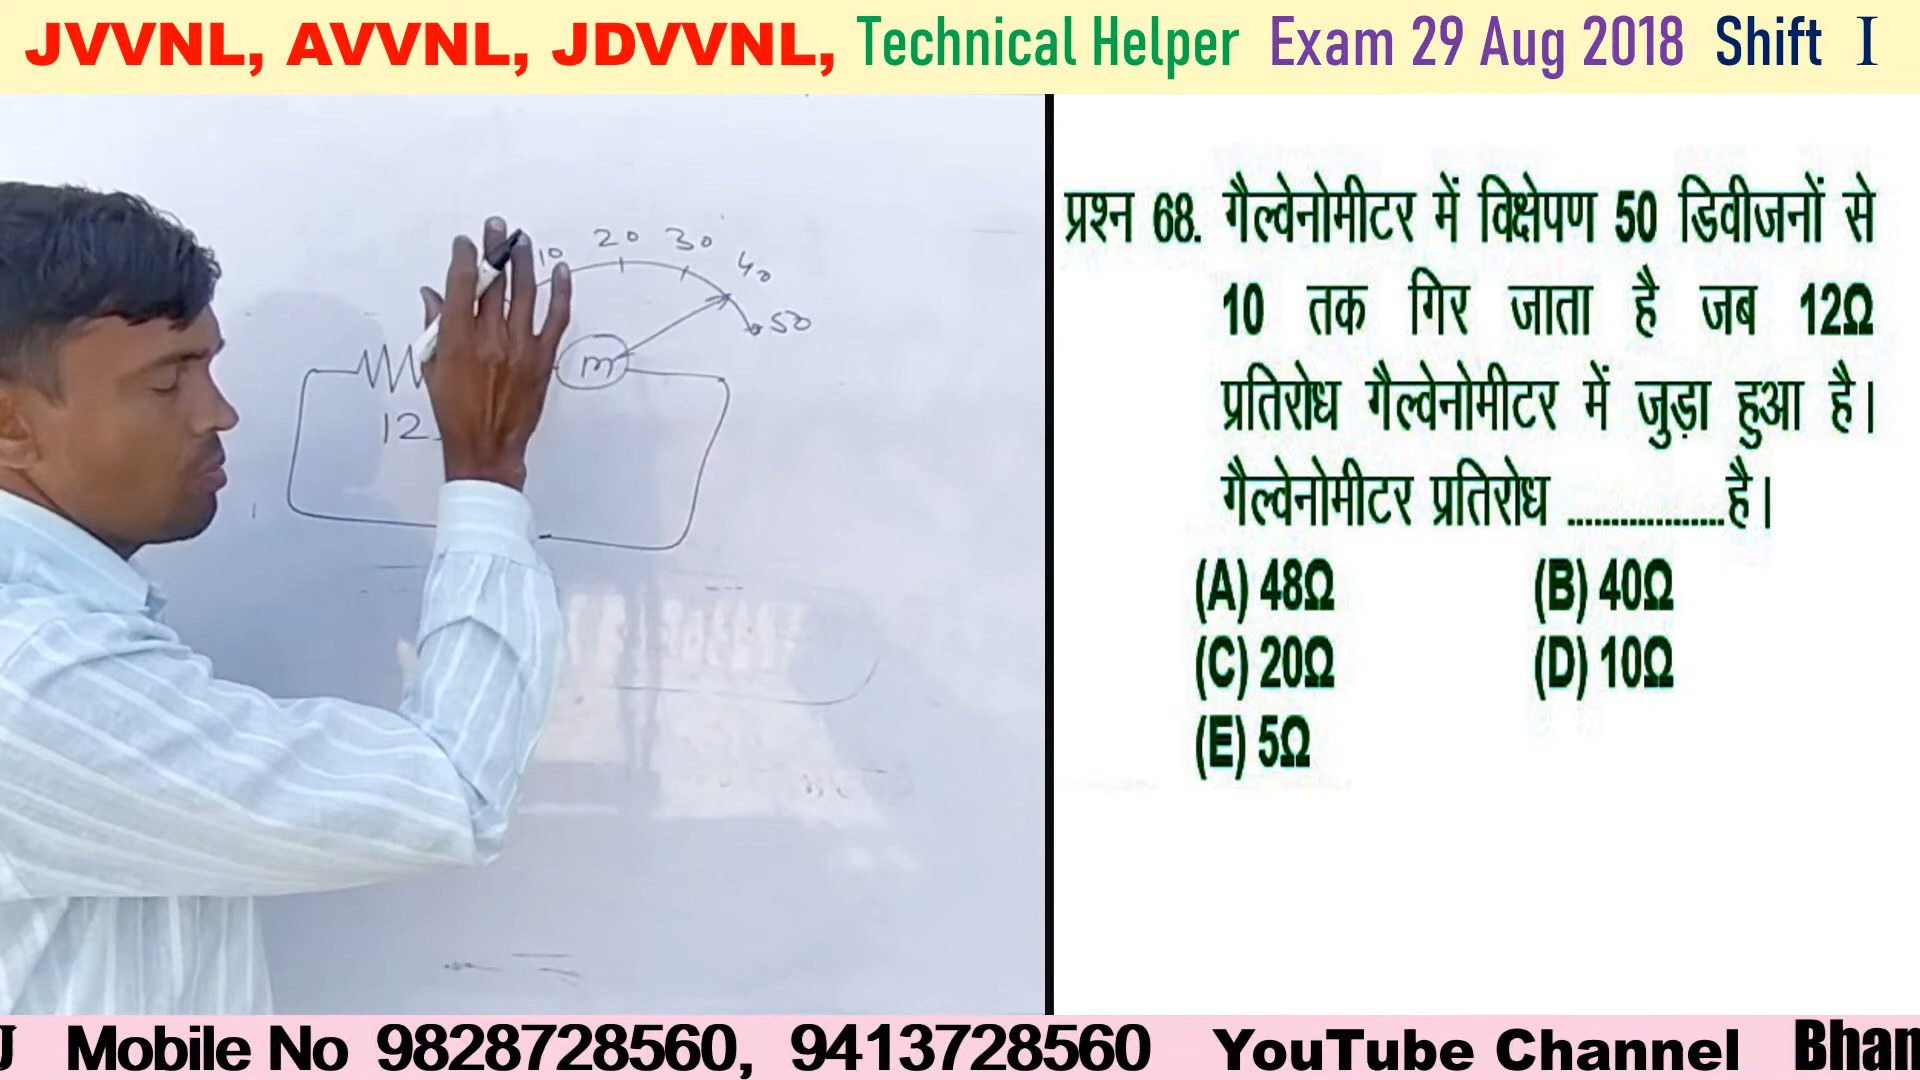 JVVNL, AVVNL, JDVVNL, Technical Helper Exam 29 Aug 2018 Shift I
10 20 30 40 50
m
12
प्रश्न 68. गैल्वेनोमीटर में विक्षेपण 50 डिवीजनों से
10 तक गिर जाता है जब 12Ω
प्रतिरोध गैल्वेनोमीटर में जुड़ा हुआ है।
गैल्वेनोमीटर प्रतिरोध ..................है।
(A) 48Ω (B) 40Ω
(C) 20Ω (D) 10Ω
(E) 5Ω
Mobile No 9828728560, 9413728560 YouTube Channel Bhan